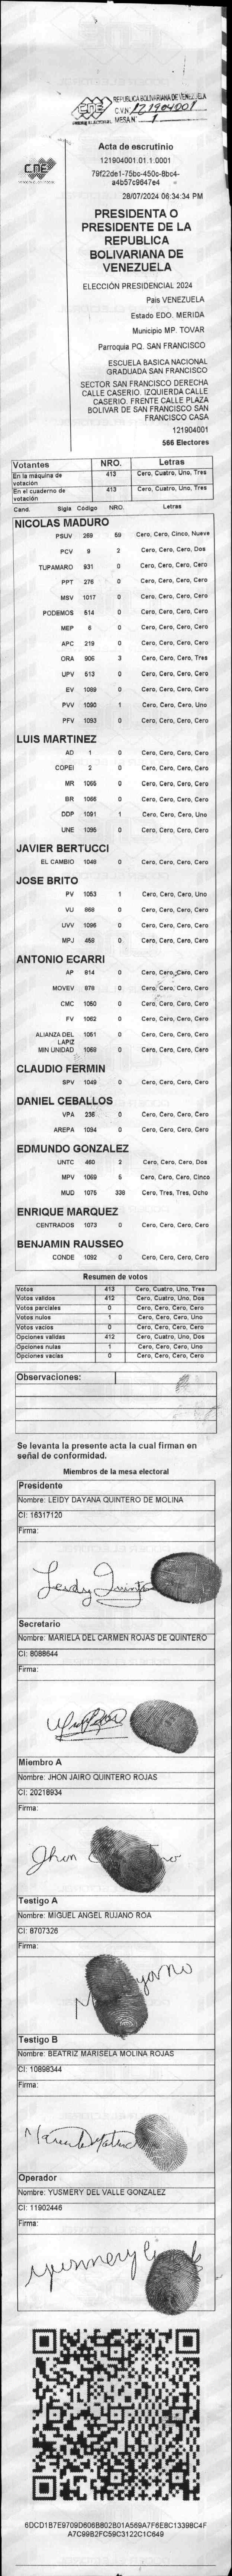 CNE
REPUBLICA BOLIVARIANA DE VENEZUELA
C.V.N°: 121904001
MESA N°: 1
CNE
Acta de escrutinio
121904001.01.1.0001
79f22de1-75bc-450c-8bc4-
a4b57c9647e4
28/07/2024 06:34:34 PM
PRESIDENTA O
PRESIDENTE DE LA
REPUBLICA
BOLIVARIANA DE
VENEZUELA
ELECCIÓN PRESIDENCIAL 2024
Pais VENEZUELA
Estado EDO. MERIDA
Municipio MP. TOVAR
Parroquia PQ. SAN FRANCISCO
ESCUELA BASICA NACIONAL
GRADUADA SAN FRANCISCO
SECTOR SAN FRANCISCO DERECHA
CALLE CASERIO. IZQUIERDA CALLE
CASERIO. FRENTE CALLE PLAZA
BOLIVAR DE SAN FRANCISCO SAN
FRANCISCO CASA
121904001
566 Electores
Votantes NRO. Letras
En la máquina de votación 413 Cero, Cuatro, Uno, Tres
En el cuaderno de votación 413 Cero, Cuatro, Uno, Tres
Cand. Sigla Código NRO. Letras
NICOLAS MADURO
PSUV 269 59 Cero, Cero, Cinco, Nueve
PCV 9 2 Cero, Cero, Cero, Dos
TUPAMARO 931 0 Cero, Cero, Cero, Cero
PPT 276 0 Cero, Cero, Cero, Cero
MSV 1017 0 Cero, Cero, Cero, Cero
PODEMOS 514 0 Cero, Cero, Cero, Cero
MEP 6 0 Cero, Cero, Cero, Cero
APC 219 0 Cero, Cero, Cero, Cero
ORA 906 3 Cero, Cero, Cero, Tres
UPV 513 0 Cero, Cero, Cero, Cero
EV 1089 0 Cero, Cero, Cero, Cero
PVV 1090 1 Cero, Cero, Cero, Uno
PFV 1093 0 Cero, Cero, Cero, Cero
LUIS MARTINEZ
AD 1 0 Cero, Cero, Cero, Cero
COPEI 2 0 Cero, Cero, Cero, Cero
MR 1055 0 Cero, Cero, Cero, Cero
BR 1066 0 Cero, Cero, Cero, Cero
DDP 1091 1 Cero, Cero, Cero, Uno
UNE 1095 0 Cero, Cero, Cero, Cero
JAVIER BERTUCCI
EL CAMBIO 1048 0 Cero, Cero, Cero, Cero
JOSE BRITO
PV 1053 1 Cero, Cero, Cero, Uno
VU 868 0 Cero, Cero, Cero, Cero
UVV 1096 0 Cero, Cero, Cero, Cero
MPJ 458 0 Cero, Cero, Cero, Cero
ANTONIO ECARRI
AP 914 0 Cero, Cero, Cero, Cero
MOVEV 978 0 Cero, Cero, Cero, Cero
CMC 1050 0 Cero, Cero, Cero, Cero
FV 1062 0 Cero, Cero, Cero, Cero
ALIANZA DEL LAPIZ 1051 0 Cero, Cero, Cero, Cero
MIN UNIDAD 1069 0 Cero, Cero, Cero, Cero
CLAUDIO FERMIN
SPV 1049 0 Cero, Cero, Cero, Cero
DANIEL CEBALLOS
VPA 236 0 Cero, Cero, Cero, Cero
AREPA 1094 0 Cero, Cero, Cero, Cero
EDMUNDO GONZALEZ
UNTC 460 2 Cero, Cero, Cero, Dos
MPV 1069 5 Cero, Cero, Cero, Cinco
MUD 1075 338 Cero, Tres, Tres, Ocho
ENRIQUE MARQUEZ
CENTRADOS 1073 0 Cero, Cero, Cero, Cero
BENJAMIN RAUSSEO
CONDE 1092 0 Cero, Cero, Cero, Cero
Resumen de votos
Votos 413 Cero, Cuatro, Uno, Tres
Votos validos 412 Cero, Cuatro, Uno, Dos
Votos parciales 0 Cero, Cero, Cero, Cero
Votos nulos 1 Cero, Cero, Cero, Uno
Votos vacios 0 Cero, Cero, Cero, Cero
Opciones validas 412 Cero, Cuatro, Uno, Dos
Opciones nulas 1 Cero, Cero, Cero, Uno
Opciones vacias 0 Cero, Cero, Cero, Cero
Observaciones:
Se levanta la presente acta la cual firman en
señal de conformidad.
Miembros de la mesa electoral
Presidente
Nombre: LEIDY DAYANA QUINTERO DE MOLINA
CI: 16317120
Firma:
Leidy Quinte
Secretario
Nombre: MARIELA DEL CARMEN ROJAS DE QUINTERO
CI: 8088644
Firma:
Miembro A
Nombre: JHON JAIRO QUINTERO ROJAS
CI: 20218934
Firma:
Jhon
Testigo A
Nombre: MIGUEL ANGEL RUJANO ROA
CI: 8707326
Firma:
Testigo B
Nombre: BEATRIZ MARISELA MOLINA ROJAS
CI: 10898344
Firma:
Operador
Nombre: YUSMERY DEL VALLE GONZALEZ
CI: 11902446
Firma:
Yusmery G
6DCD1B7E9709D606B802B01A569A7F6E8C13398C4F
A7C99B2FC59C3122C1C649